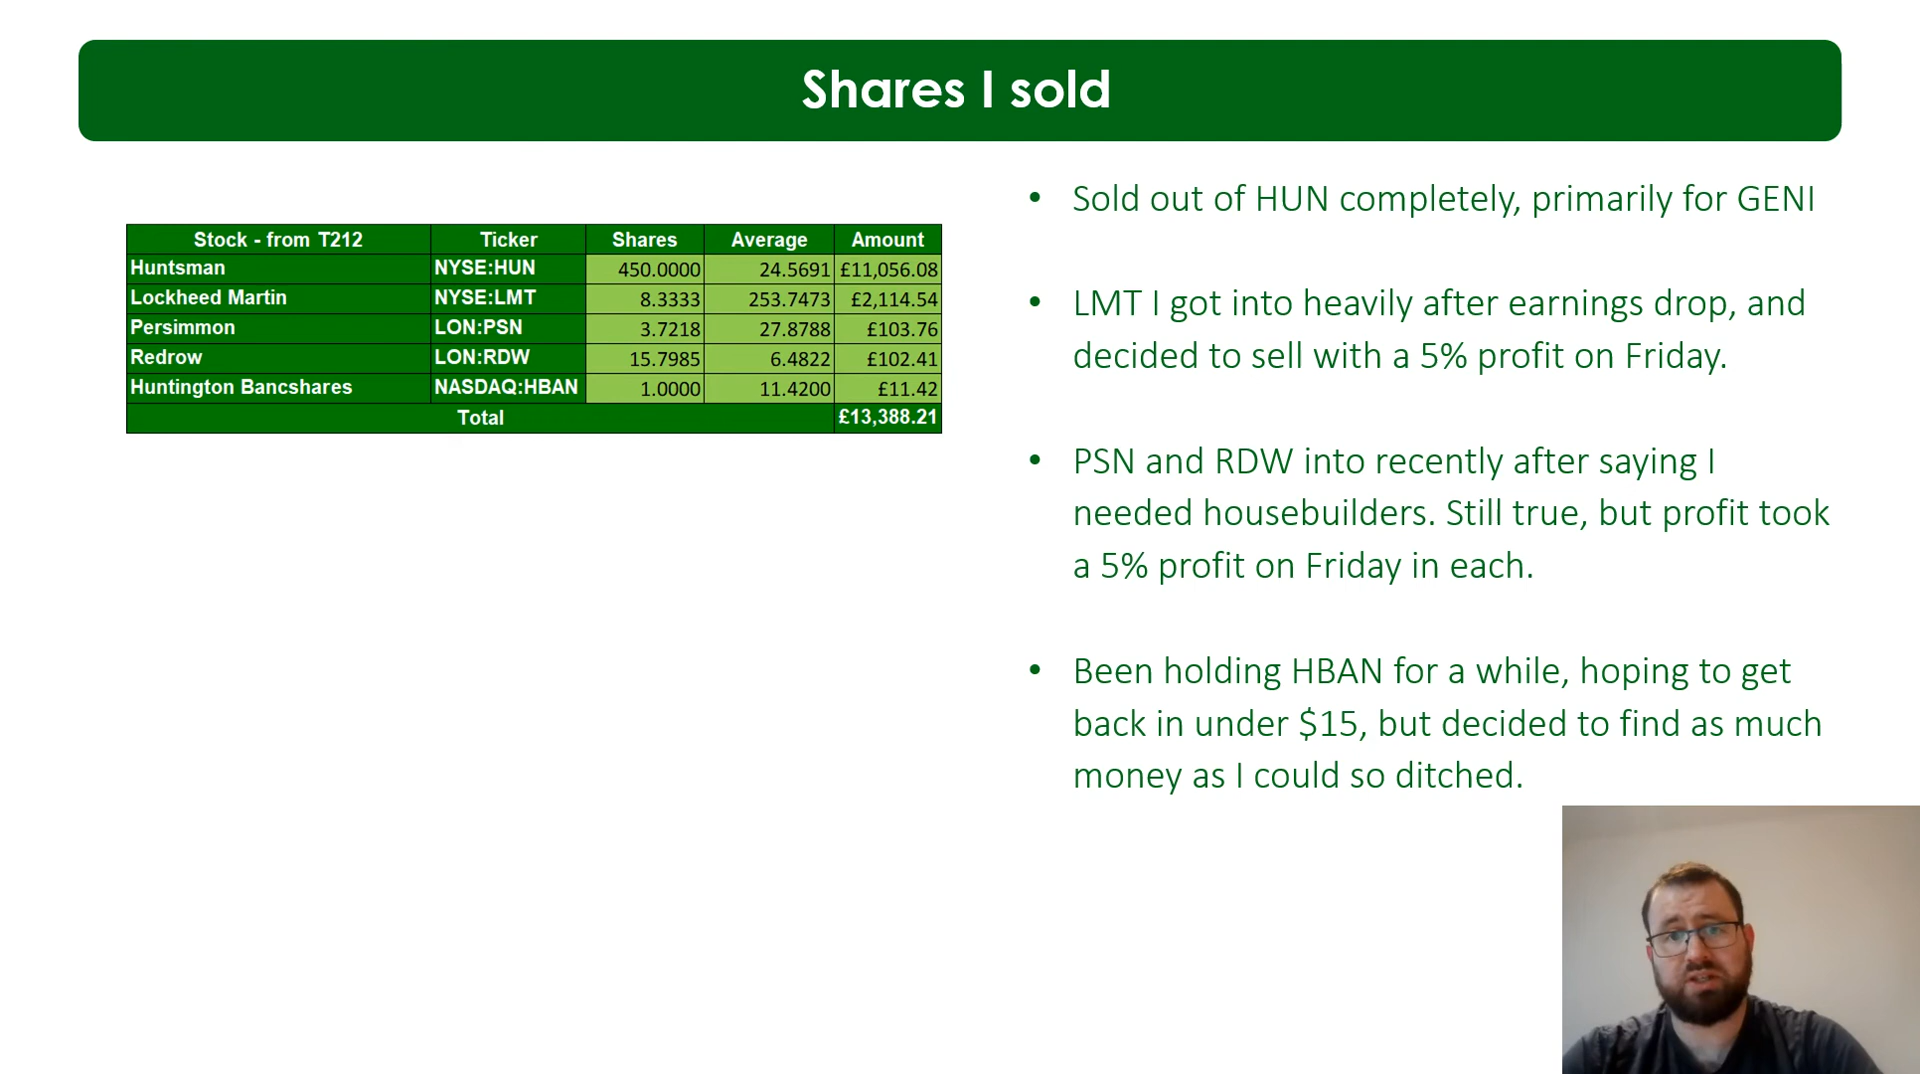 Shares I sold
Stock - from T212 Ticker Shares Average Amount
Huntsman NYSE:HUN 450.0000 24.5691 £11,056.08
Lockheed Martin NYSE:LMT 8.3333 253.7473 £2,114.54
Persimmon LON:PSN 3.7218 27.8788 £103.76
Redrow LON:RDW 15.7985 6.4822 £102.41
Huntington Bancshares NASDAQ:HBAN 1.0000 11.4200 £11.42
Total £13,388.21
• Sold out of HUN completely, primarily for GENI
• LMT I got into heavily after earnings drop, and
decided to sell with a 5% profit on Friday.
• PSN and RDW into recently after saying I
needed housebuilders. Still true, but profit took
a 5% profit on Friday in each.
• Been holding HBAN for a while, hoping to get
back in under $15, but decided to find as much
money as I could so ditched.